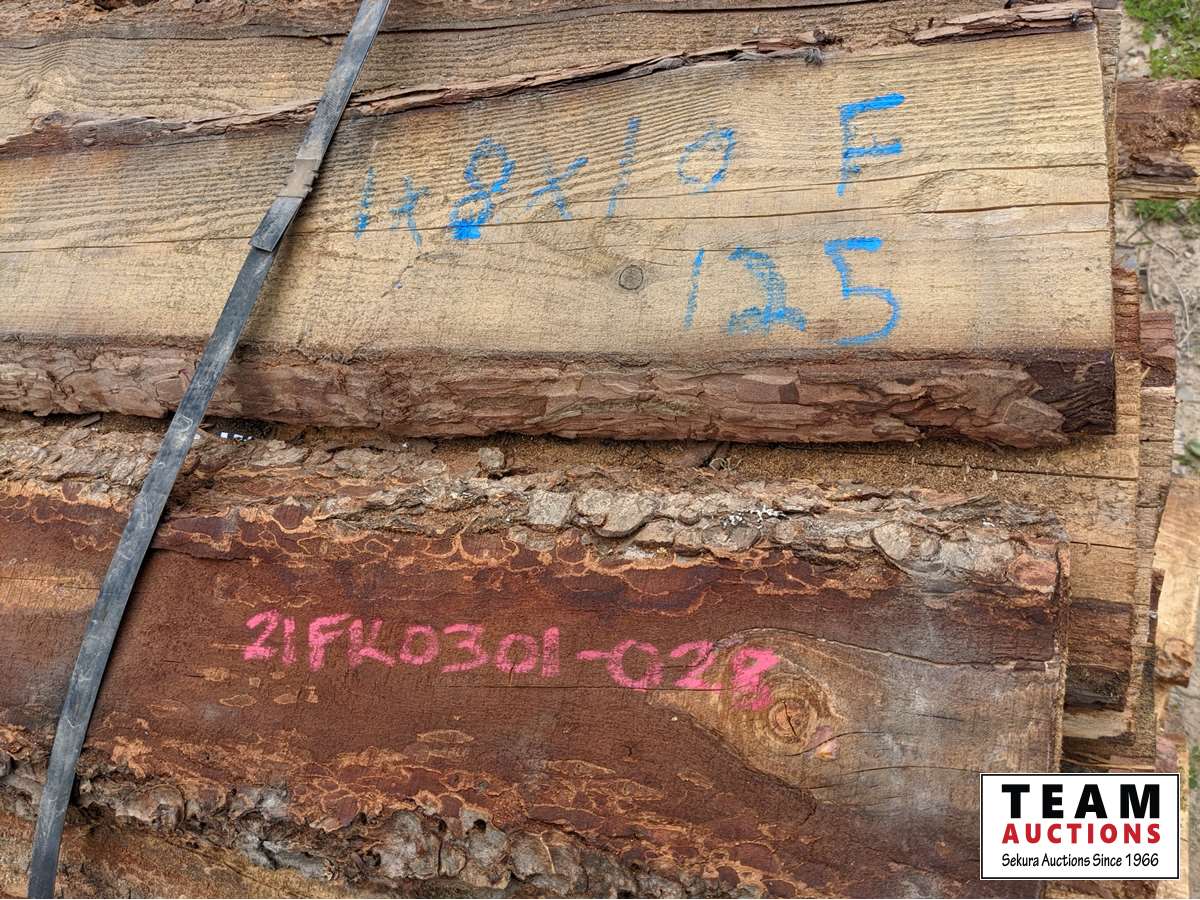 1x8x10 F
125
21FK0301-028
TEAM
AUCTIONS
Sekura Auctions Since 1966